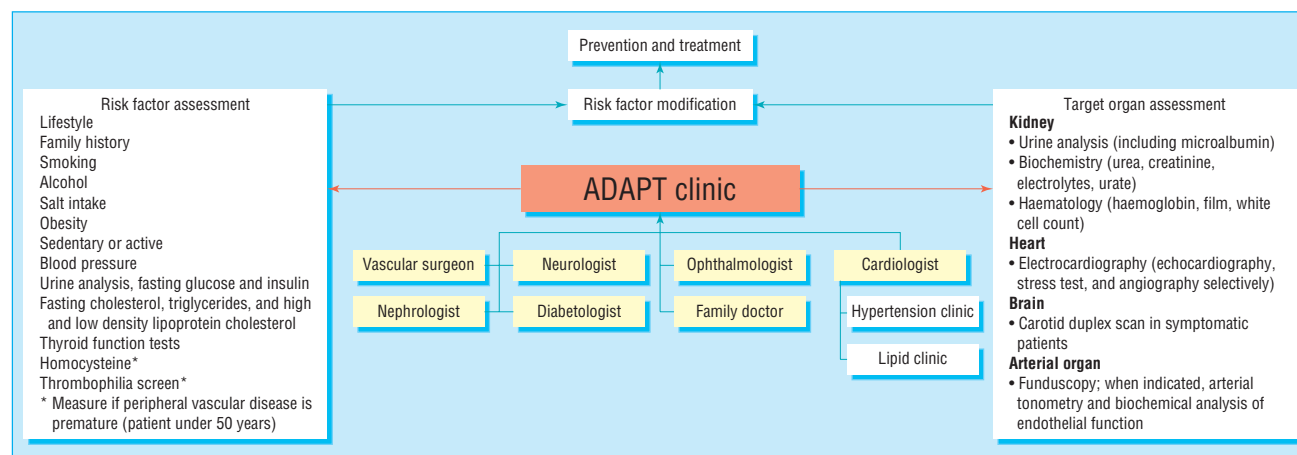 Prevention and treatment
Risk factor modification
Risk factor assessment
Lifestyle
Family history
Smoking
Alcohol
Salt intake
Obesity
Sedentary or active
Blood pressure
Urine analysis, fasting glucose and insulin
Fasting cholesterol, triglycerides, and high
and low density lipoprotein cholesterol
Thyroid function tests
Homocysteine*
Thrombophilia screen*
* Measure if peripheral vascular disease is
premature (patient under 50 years)
ADAPT clinic
Vascular surgeon
Neurologist
Ophthalmologist
Cardiologist
Nephrologist
Diabetologist
Family doctor
Hypertension clinic
Lipid clinic
Target organ assessment
Kidney
• Urine analysis (including microalbumin)
• Biochemistry (urea, creatinine,
electrolytes, urate)
• Haematology (haemoglobin, film, white
cell count)
Heart
• Electrocardiography (echocardiography,
stress test, and angiography selectively)
Brain
• Carotid duplex scan in symptomatic
patients
Arterial organ
• Funduscopy; when indicated, arterial
tonometry and biochemical analysis of
endothelial function